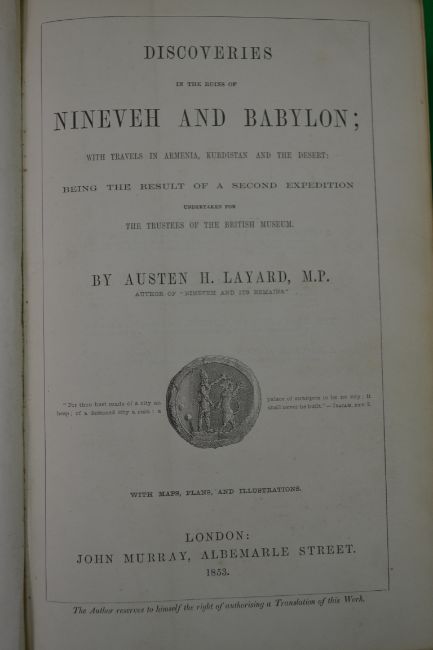 DISCOVERIES
IN THE RUINS OF
NINEVEH AND BABYLON;
WITH TRAVELS IN ARMENIA, KURDISTAN AND THE DESERT:
BEING THE RESULT OF A SECOND EXPEDITION
UNDERTAKEN FOR
THE TRUSTEES OF THE BRITISH MUSEUM.
BY AUSTEN H. LAYARD, M.P.
AUTHOR OF "NINEVEH AND ITS REMAINS"
"For thou hast made of a city an
heap; of a defenced city a ruin: a
palace of strangers to be no city; it
shall never be built."—ISAIAH,
WITH MAPS, PLANS, AND ILLUSTRATIONS.
LONDON:
JOHN MURRAY, ALBEMARLE STREET.
1853.
The Author reserves to himself the right of authorising a Translation of this Work.